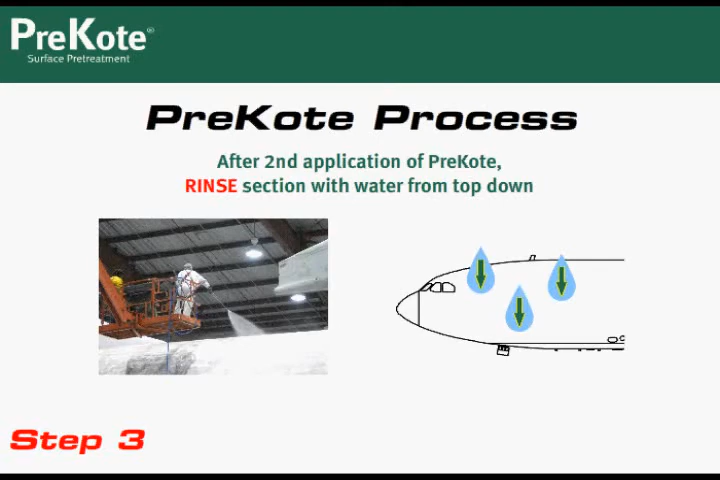 PreKote®
Surface Pretreatment
PreKote Process
After 2nd application of PreKote,
RINSE section with water from top down
Step 3